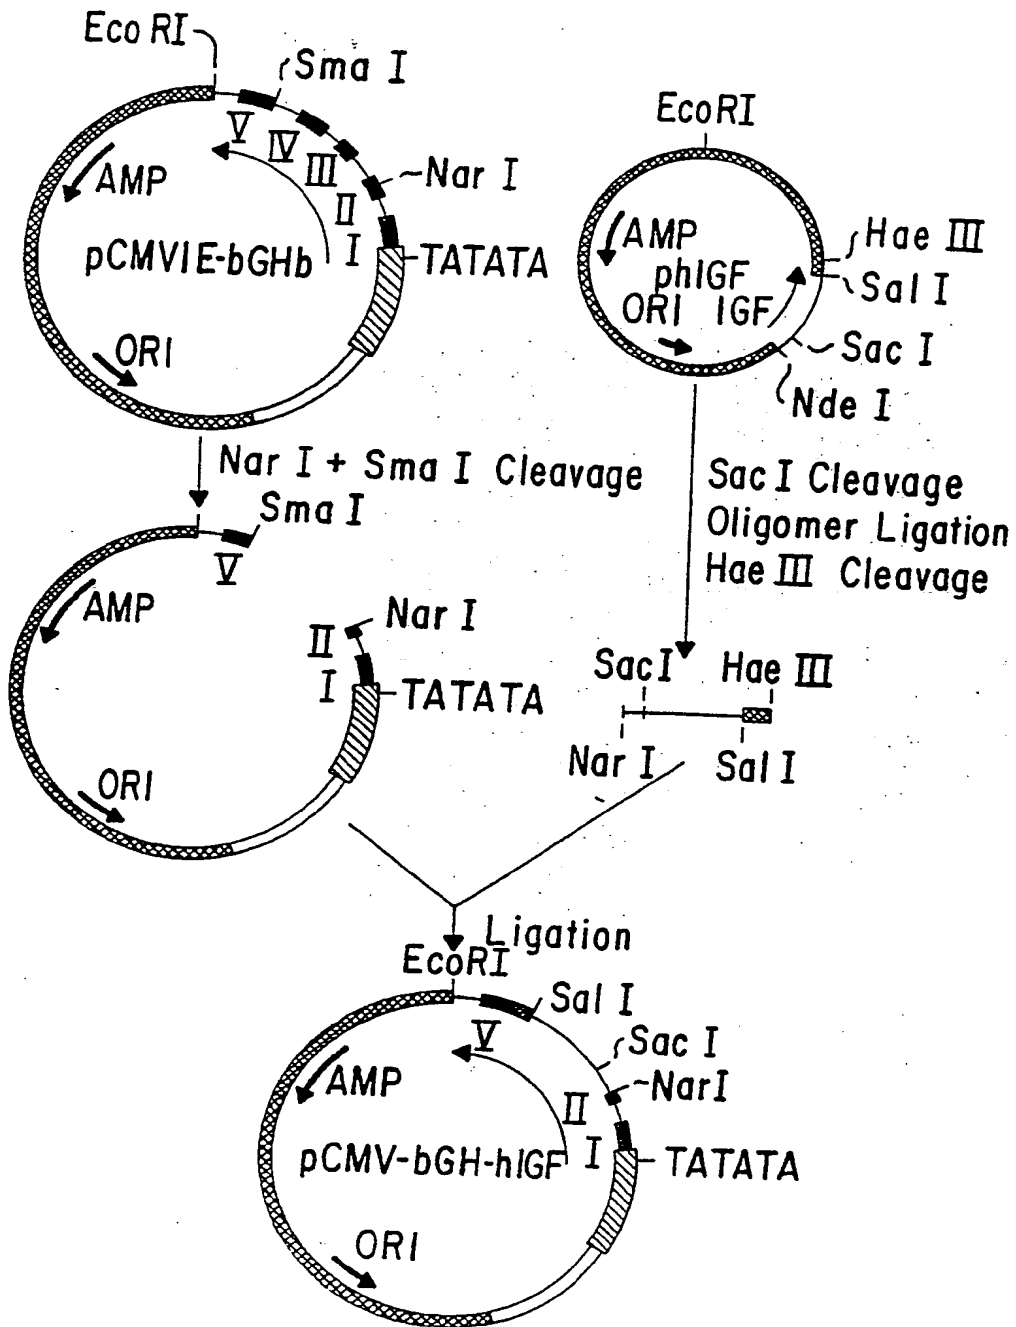 Eco RI
Sma I
V
IV
III
Nar I
II
I
AMP
pCMVIE-bGHb
TATATA
ORI
EcoRI
AMP
phIGF
ORI IGF
Hae III
Sal I
Sac I
Nde I
Nar I + Sma I Cleavage
Sac I Cleavage
Oligomer Ligation
Hae III Cleavage
Sma I
V
AMP
Nar I
II
I
TATATA
ORI
Sac I
Hae III
Nar I
Sal I
Ligation
EcoRI
Sal I
V
Sac I
NarI
II
AMP
pCMV-bGH-hIGF
I
TATATA
ORI